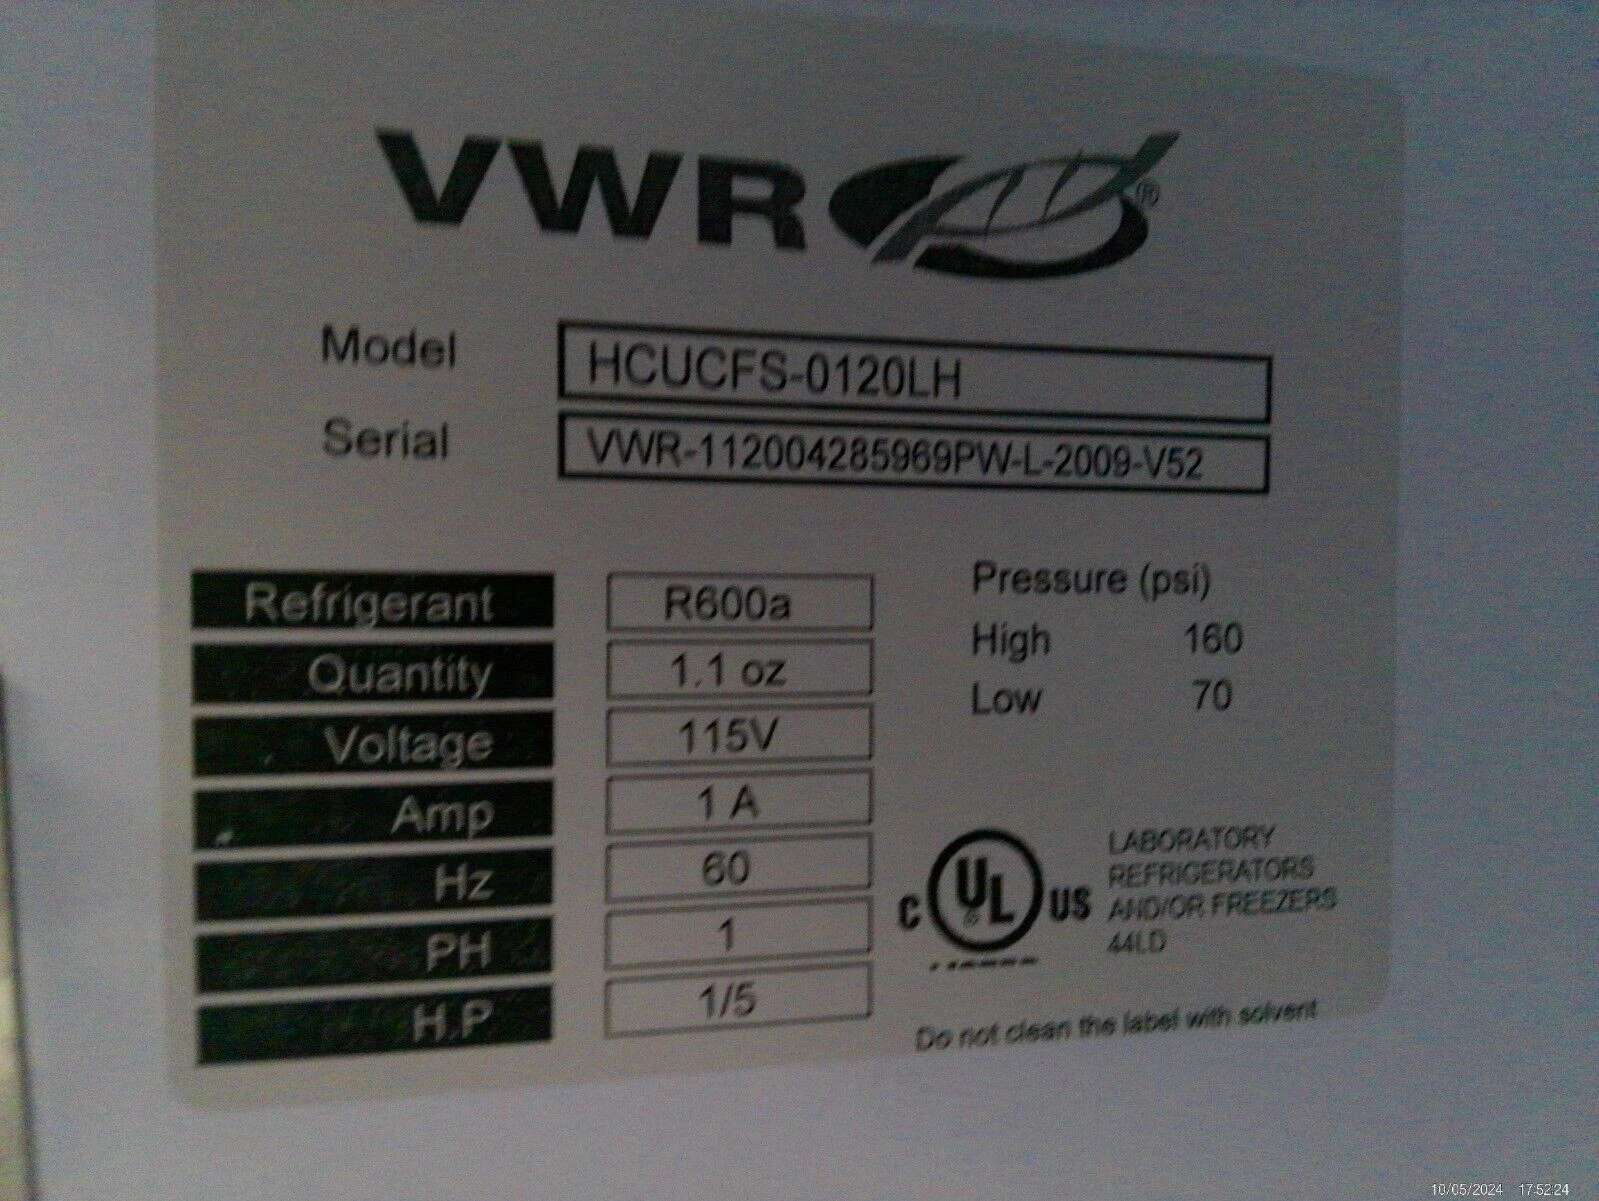 VWR®
Model HCUCFS-0120LH
Serial VWR-112004285969PW-L-2009-V52
Refrigerant R600a
Quantity 1.1 oz
Voltage 115V
Amp 1 A
Hz 60
PH 1
H.P 1/5
Pressure (psi)
High 160
Low 70
C UL® US
LABORATORY
REFRIGERATORS
AND/OR FREEZERS
44LD
Do not clean the label with solvent
10/05/2024 17:52:24